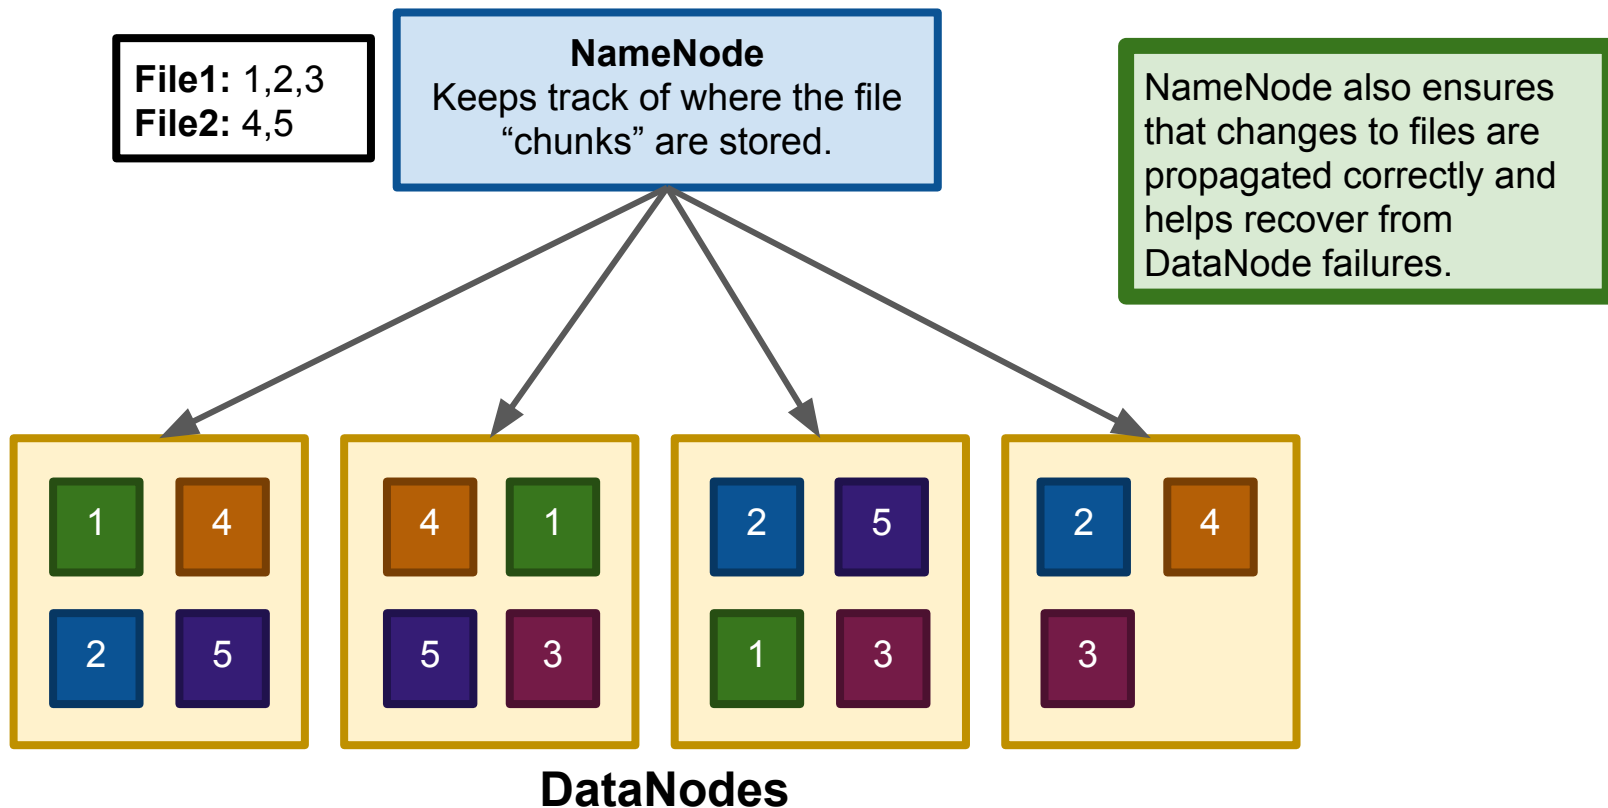 File1: 1,2,3
File2: 4,5
NameNode
Keeps track of where the file
“chunks” are stored.
NameNode also ensures
that changes to files are
propagated correctly and
helps recover from
DataNode failures.
1 4
2 5
4 1
5 3
2 5
1 3
2 4
3
DataNodes